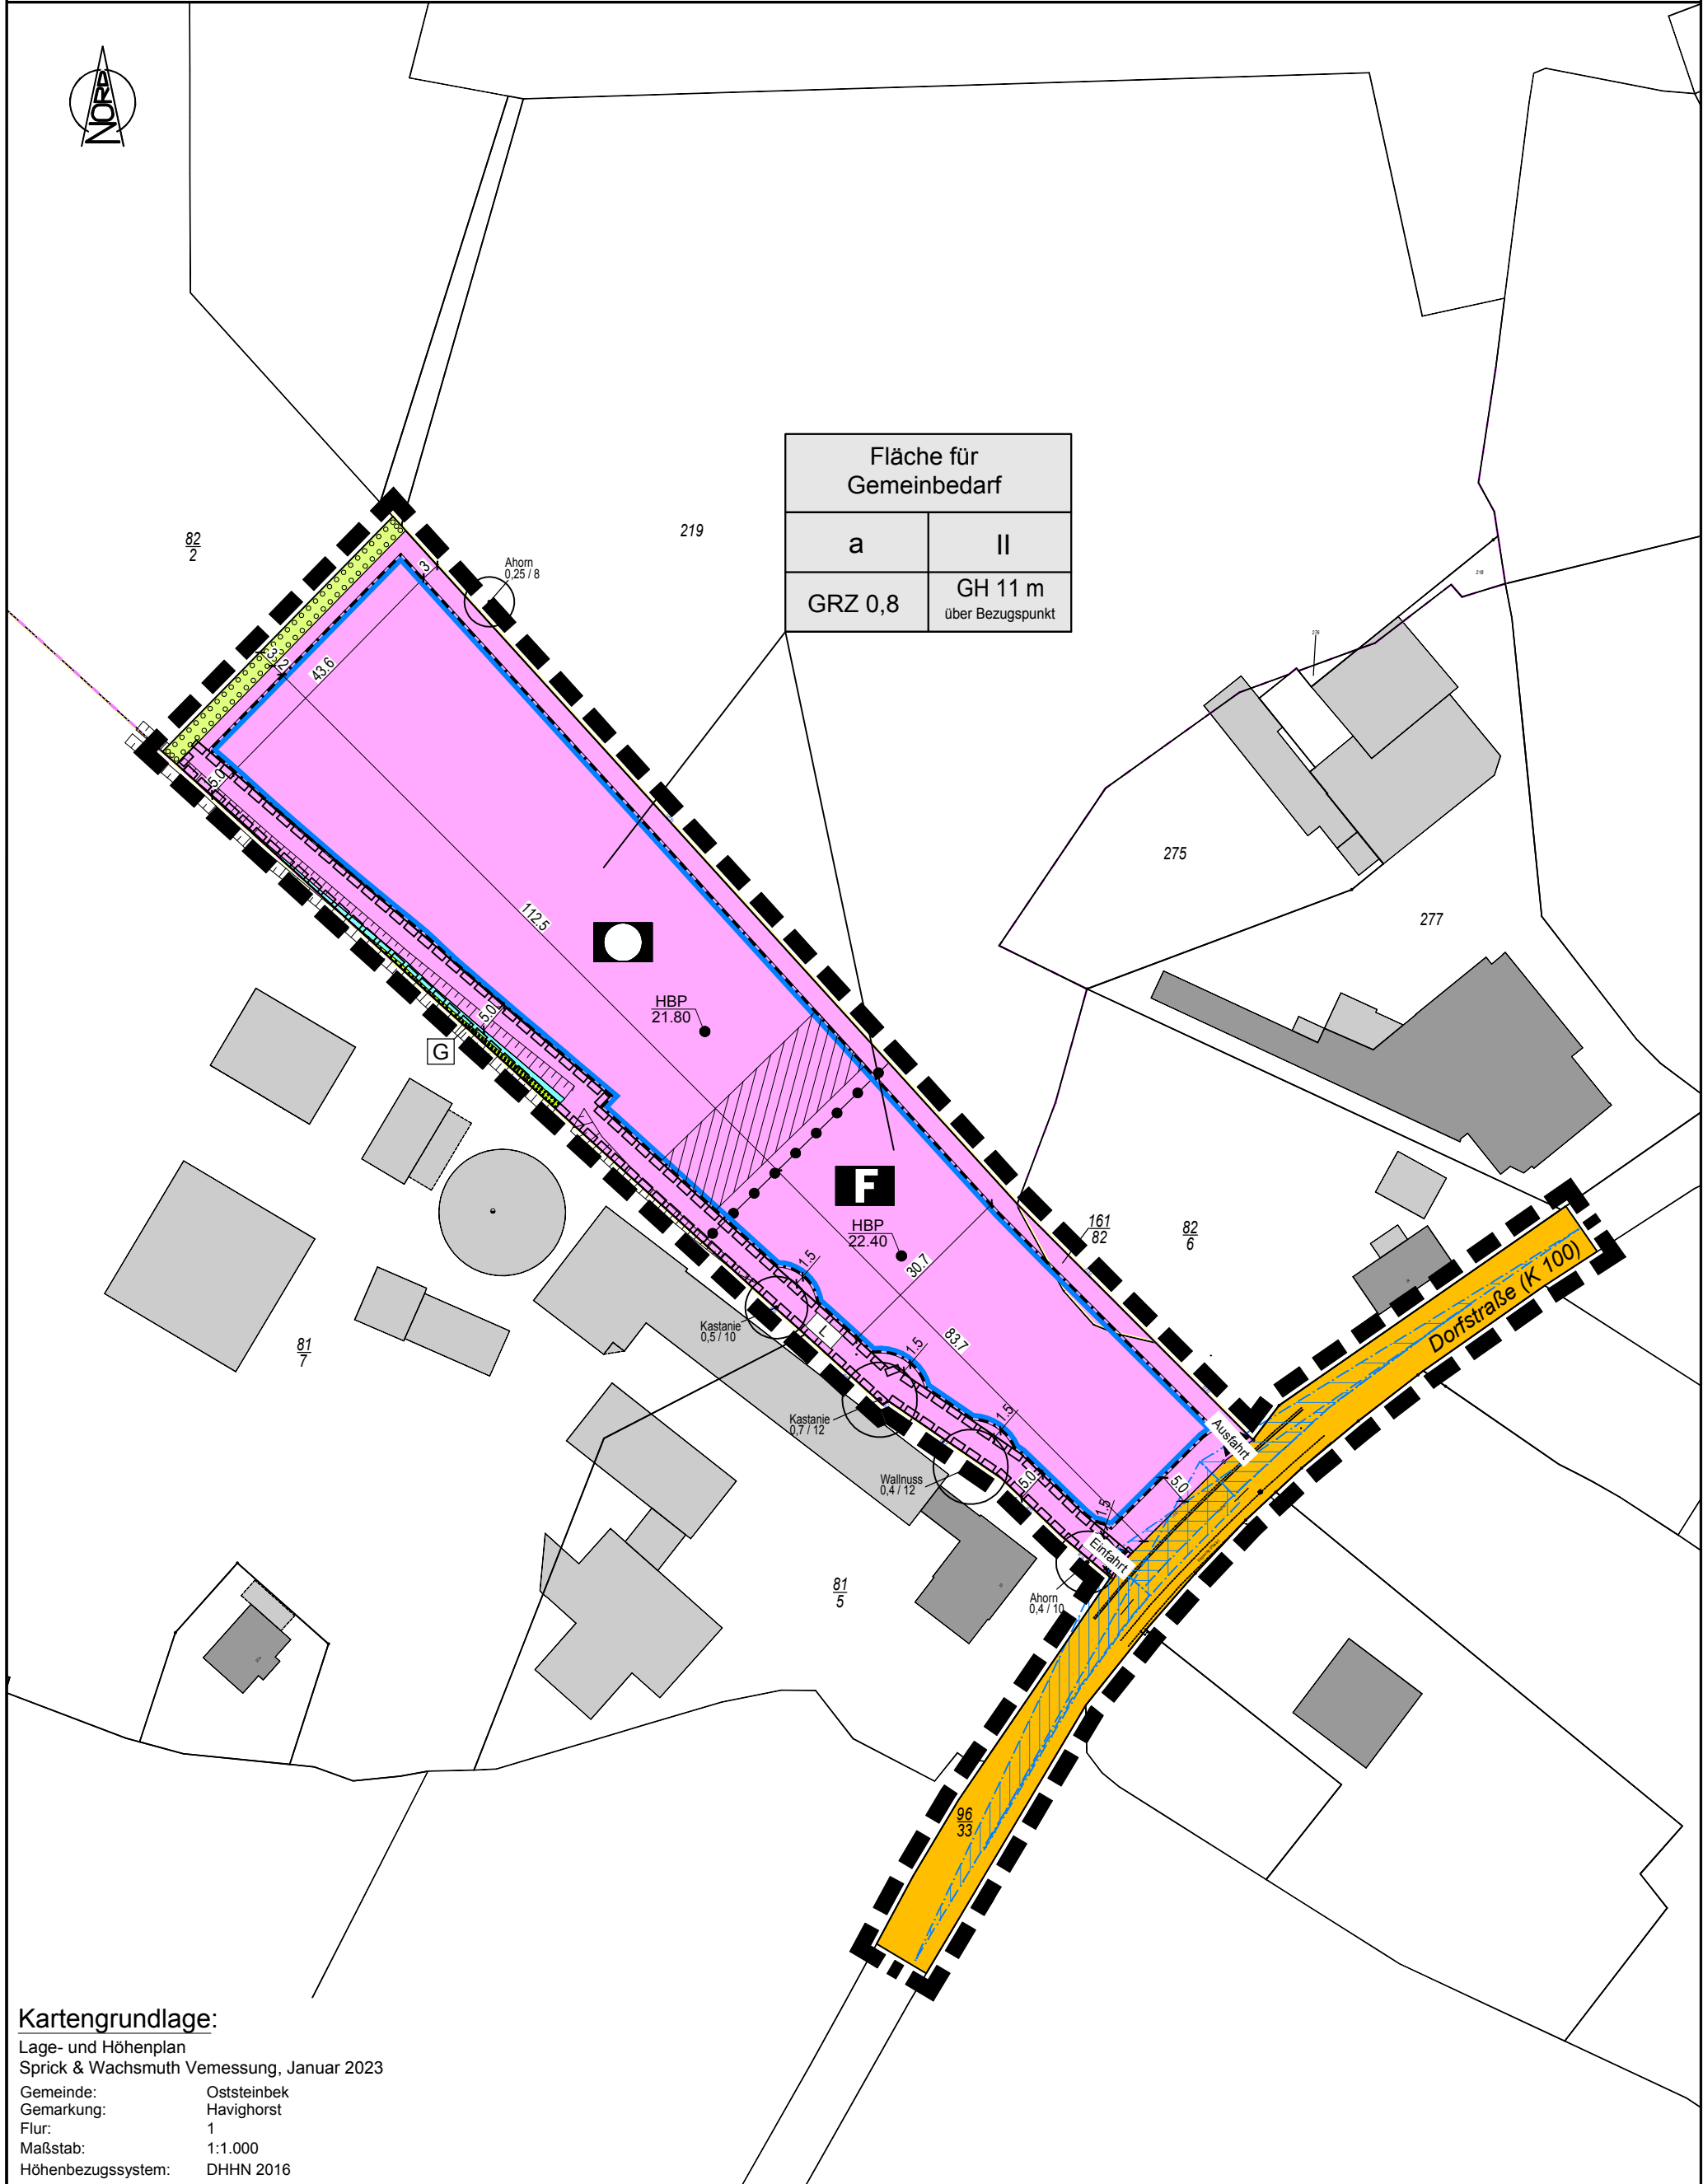 NORD
Fläche für
Gemeinbedarf
a
II
GRZ 0,8
GH 11 m
über Bezugspunkt
82
2
219
Ahorn
0,25 / 8
3
3
2
43.6
5.0
112.5
HBP
21.80
5.0
G
275
277
F
HBP
22.40
30.7
161
82
82
6
Dorfstraße (K 100)
1.5
Kastanie
0,5 / 10
L
83.7
1.5
81
7
Kastanie
0,7 / 12
1.5
Ausfahrt
Wallnuss
0,4 / 12
5.0
5.0
1.5
Einfahrt
81
5
Ahorn
0,4 / 10
96
33
Kartengrundlage:
Lage- und Höhenplan
Sprick & Wachsmuth Vemessung, Januar 2023
Gemeinde: Oststeinbek
Gemarkung: Havighorst
Flur: 1
Maßstab: 1:1.000
Höhenbezugssystem: DHHN 2016